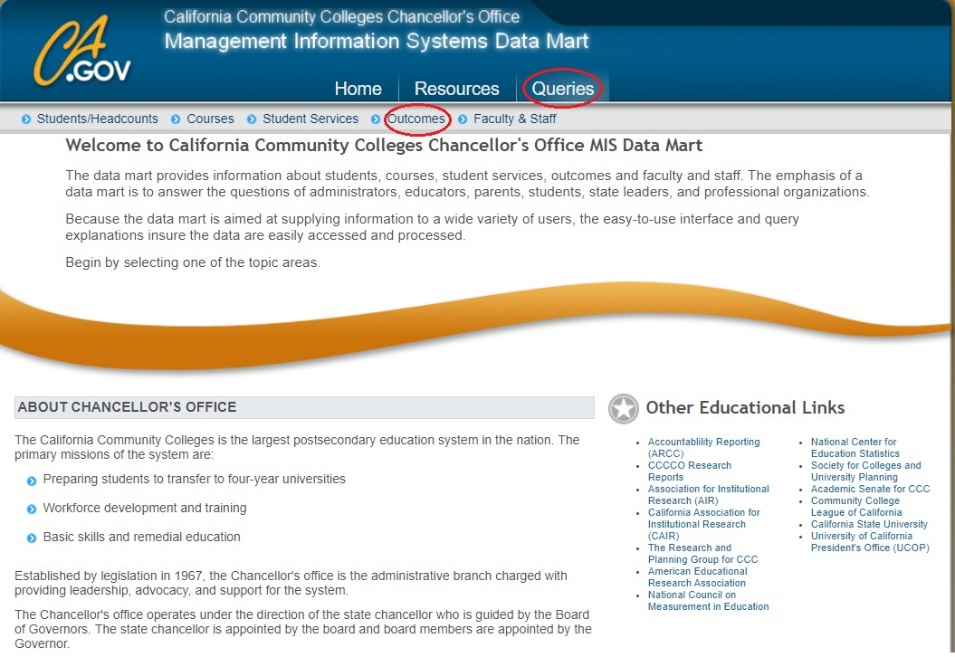 California Community Colleges Chancellor's Office
Management Information Systems Data Mart
CA
.GOV
Home Resources Queries
Students/Headcounts Courses Student Services Outcomes Faculty & Staff
Welcome to California Community Colleges Chancellor's Office MIS Data Mart
The data mart provides information about students, courses, student services, outcomes and faculty and staff. The emphasis of a
data mart is to answer the questions of administrators, educators, parents, students, state leaders, and professional organizations.
Because the data mart is aimed at supplying information to a wide variety of users, the easy-to-use interface and query
explanations insure the data are easily accessed and processed.
Begin by selecting one of the topic areas.
ABOUT CHANCELLOR'S OFFICE
The California Community Colleges is the largest postsecondary education system in the nation. The
primary missions of the system are:
Preparing students to transfer to four-year universities
Workforce development and training
Basic skills and remedial education
Established by legislation in 1967, the Chancellor's office is the administrative branch charged with
providing leadership, advocacy, and support for the system.
The Chancellor's office operates under the direction of the state chancellor who is guided by the Board
of Governors. The state chancellor is appointed by the board and board members are appointed by the
Governor.
Other Educational Links
Accountablility Reporting
(ARCC)
CCCCO Research
Reports
Association for Institutional
Research (AIR)
California Association for
Institutional Research
(CAIR)
The Research and
Planning Group for CCC
American Educational
Research Association
National Council on
Measurement in Education
National Center for
Education Statistics
Society for Colleges and
University Planning
Academic Senate for CCC
Community College
League of California
California State University
University of California
President's Office (UCOP)